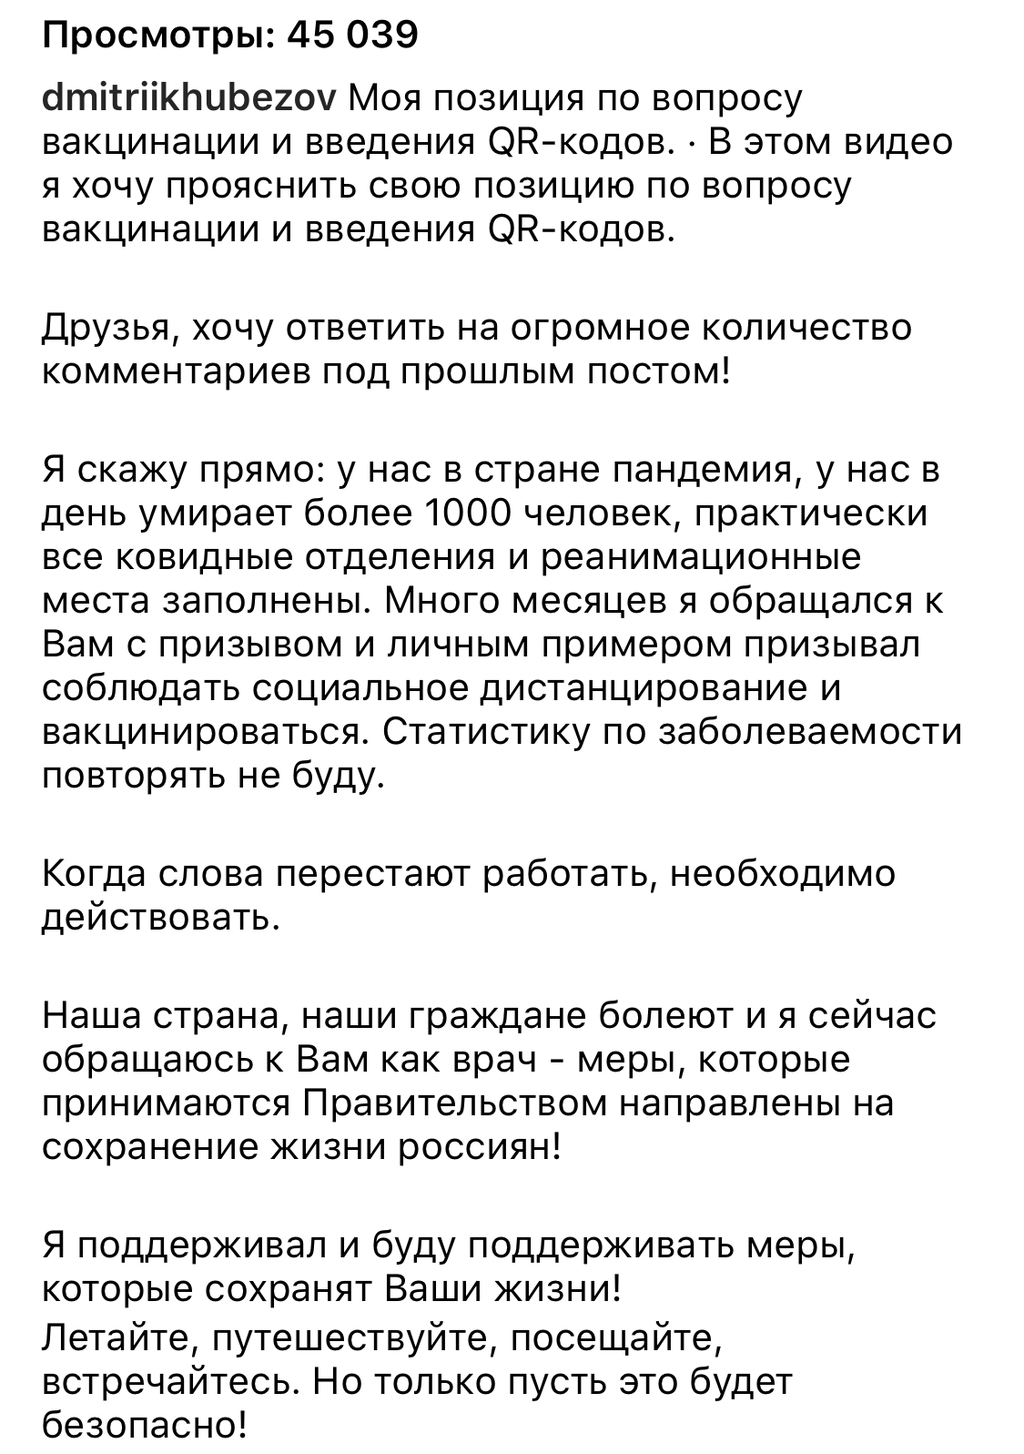 Просмотры: 45 039
dmitriikhubezov Моя позиция по вопросу
вакцинации и введения QR-кодов. · В этом видео
я хочу прояснить свою позицию по вопросу
вакцинации и введения QR-кодов.
Друзья, хочу ответить на огромное количество
комментариев под прошлым постом!
Я скажу прямо: у нас в стране пандемия, у нас в
день умирает более 1000 человек, практически
все ковидные отделения и реанимационные
места заполнены. Много месяцев я обращался к
Вам с призывом и личным примером призывал
соблюдать социальное дистанцирование и
вакцинироваться. Статистику по заболеваемости
повторять не буду.
Когда слова перестают работать, необходимо
действовать.
Наша страна, наши граждане болеют и я сейчас
обращаюсь к Вам как врач - меры, которые
принимаются Правительством направлены на
сохранение жизни россиян!
Я поддерживал и буду поддерживать меры,
которые сохранят Ваши жизни!
Летайте, путешествуйте, посещайте,
встречайтесь. Но только пусть это будет
безопасно!